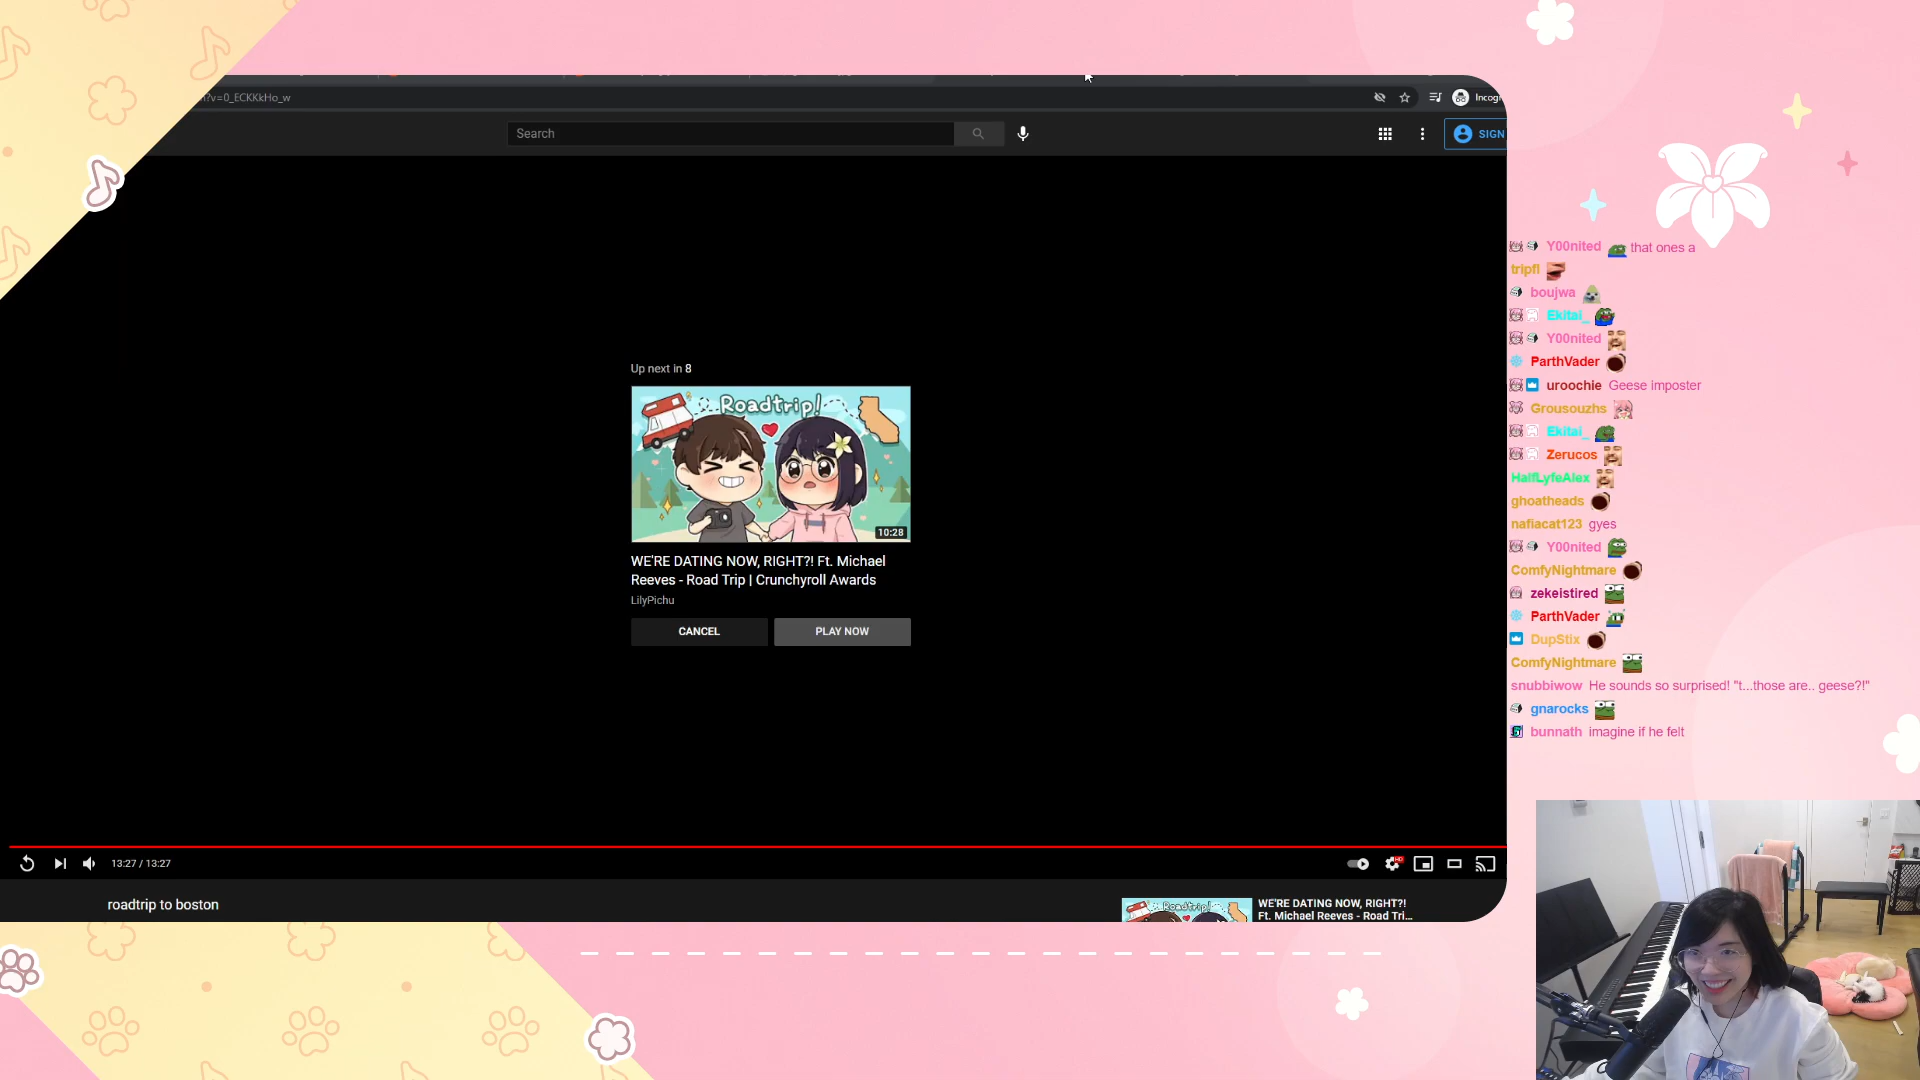 ?v=0_ECKKkHo_w
Incog
Search
SIGN
Up next in 8
Roadtrip!
10:28
WE'RE DATING NOW, RIGHT?! Ft. Michael
Reeves - Road Trip | Crunchyroll Awards
LilyPichu
CANCEL
PLAY NOW
13:27 / 13:27
HD
roadtrip to boston
Roadtrip!
WE'RE DATING NOW, RIGHT?!
Ft. Michael Reeves - Road Tri...
Y00nited that ones a
tripfl
boujwa
Ekitai_
Y00nited
ParthVader
uroochie Geese imposter
Grousouzhs
Ekitai_
Zerucos
HalfLyfeAlex
ghoatheads
nafiacat123 gyes
Y00nited
ComfyNightmare
zekeistired
ParthVader
DupStix
ComfyNightmare
snubbiwow He sounds so surprised! "t...those are.. geese?!"
gnarocks
bunnath imagine if he felt